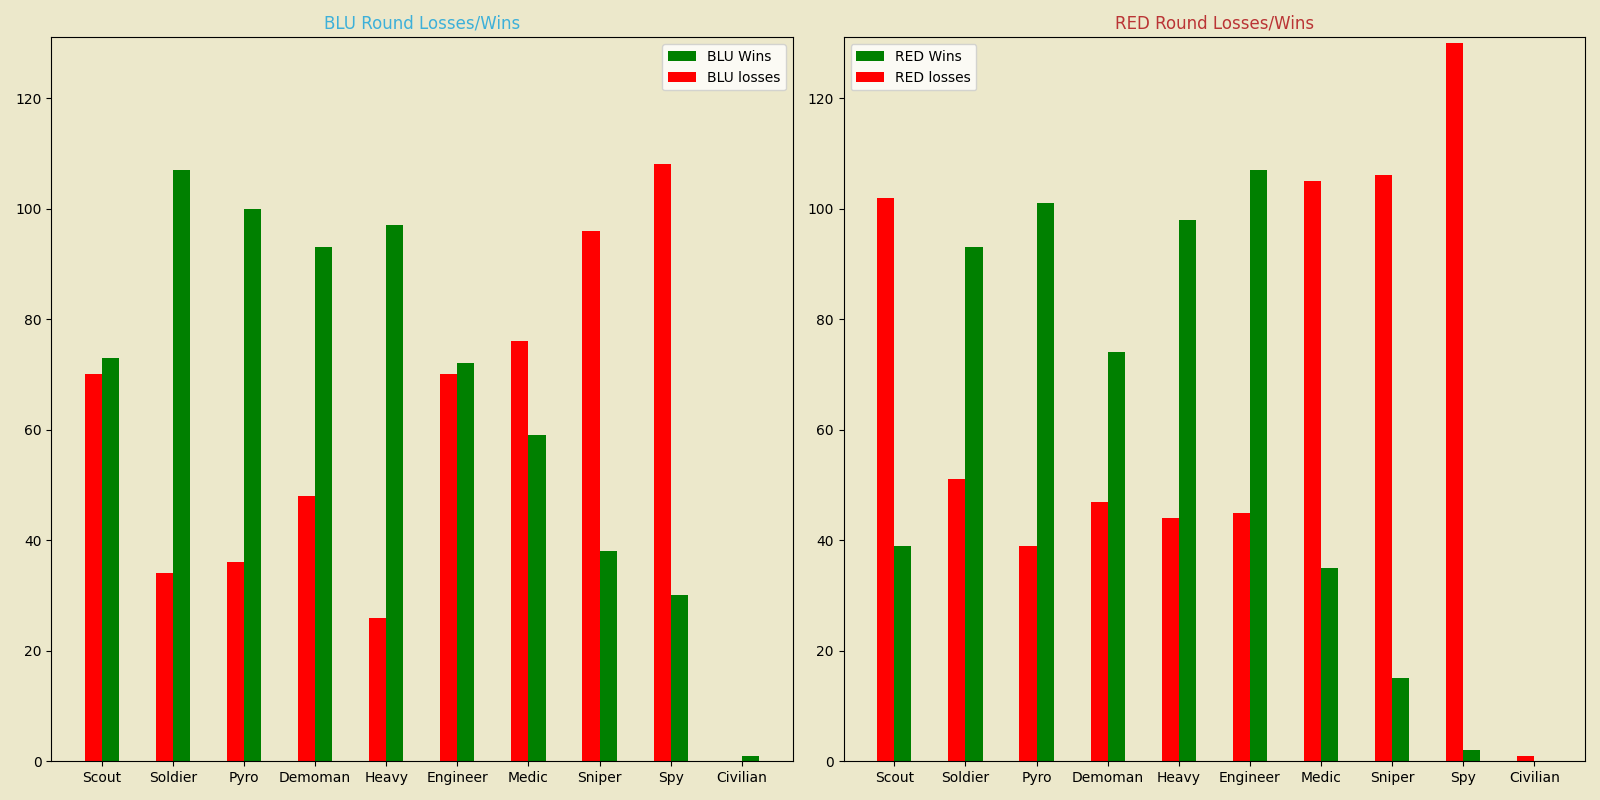 BLU Round Losses/Wins
BLU Wins
BLU losses
120
100
80
60
40
20
0
Scout Soldier Pyro Demoman Heavy Engineer Medic Sniper Spy Civilian
RED Round Losses/Wins
RED Wins
RED losses
120
100
80
60
40
20
0
Scout Soldier Pyro Demoman Heavy Engineer Medic Sniper Spy Civilian